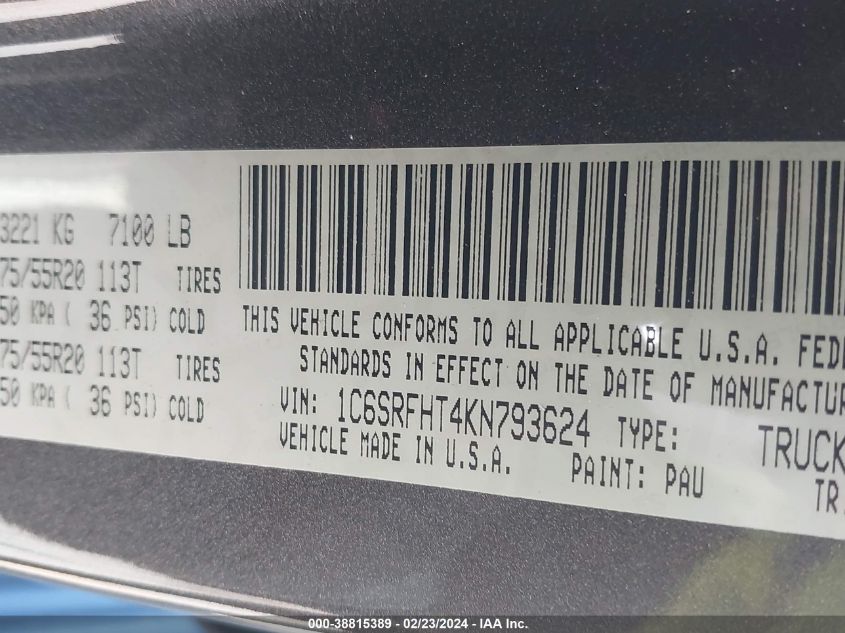 3221 KG 7100 LB
75/55R20 113T TIRES
50 KPA ( 36 PSI) COLD
75/55R20 113T TIRES
50 KPA ( 36 PSI) COLD
THIS VEHICLE CONFORMS TO ALL APPLICABLE U.S.A. FEDE
STANDARDS IN EFFECT ON THE DATE OF MANUFACTUR
VIN: 1C6SRFHT4KN793624 TYPE: TRUCK
VEHICLE MADE IN U.S.A. PAINT: PAU TR
000-38815389 - 02/23/2024 - IAA Inc.